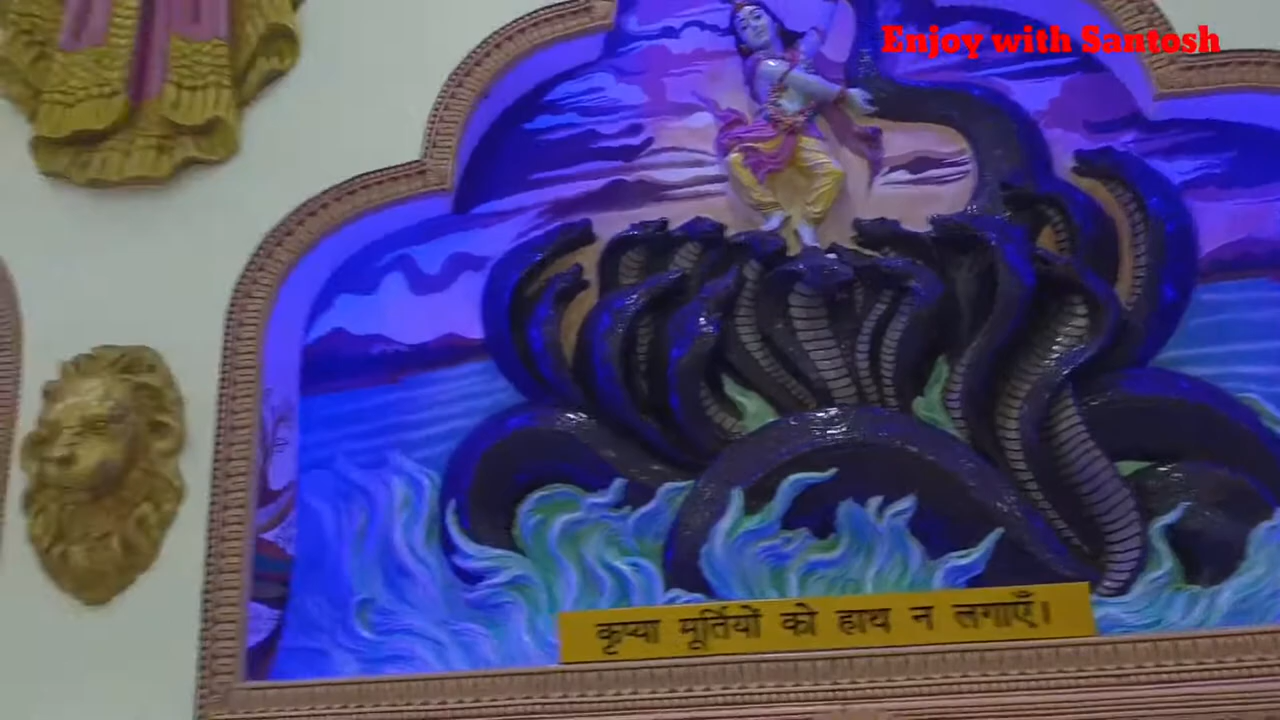 Enjoy with Santosh
कृप्या मूर्तियों को हाथ न लगाएँ।